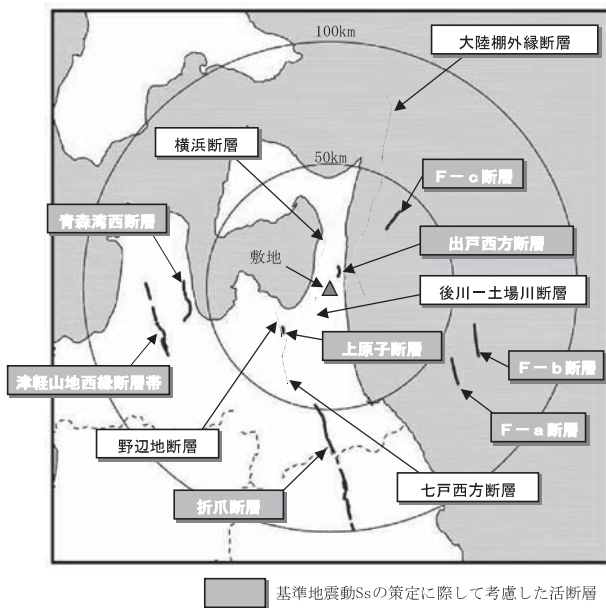 100km
大陸棚外縁断層
横浜断層
50km
F－c断層
青森湾西断層
出戸西方断層
敷地
後川ー土場川断層
上原子断層
津軽山地西縁断層帯
F－b断層
野辺地断層
F－a断層
折爪断層
七戸西方断層
基準地震動Ssの策定に際して考慮した活断層